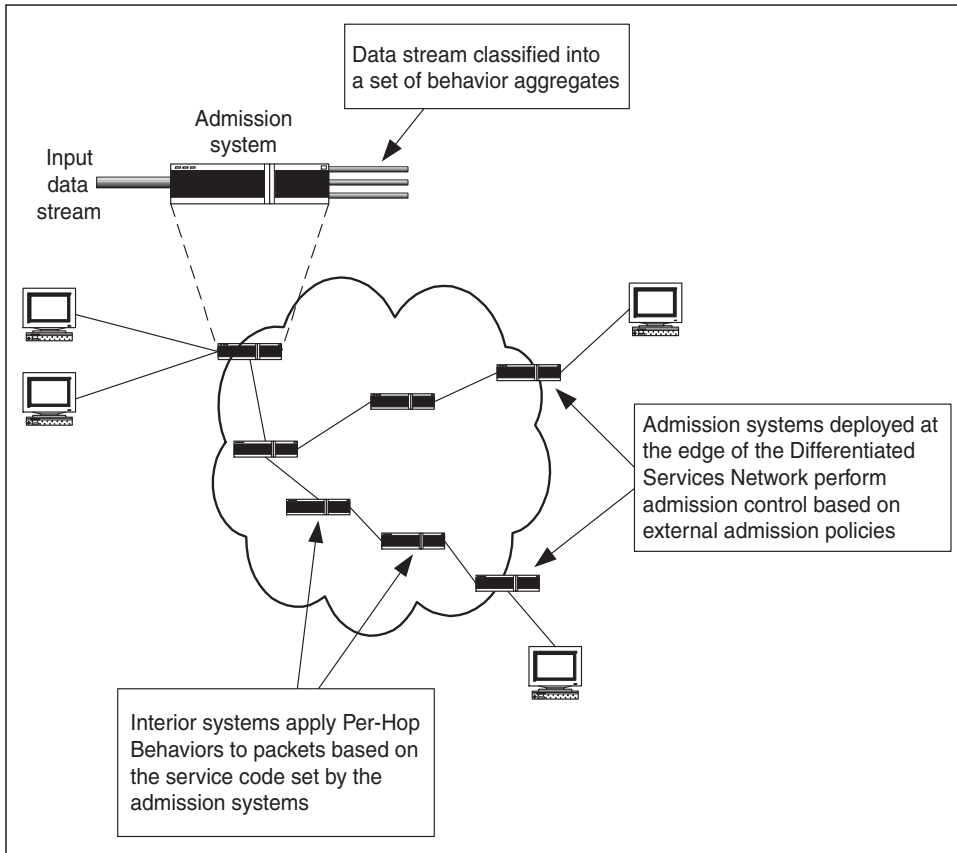 Data stream classified into
a set of behavior aggregates
Admission
system
Input
data
stream
Admission systems deployed at
the edge of the Differentiated
Services Network perform
admission control based on
external admission policies
Interior systems apply Per-Hop
Behaviors to packets based on
the service code set by the
admission systems